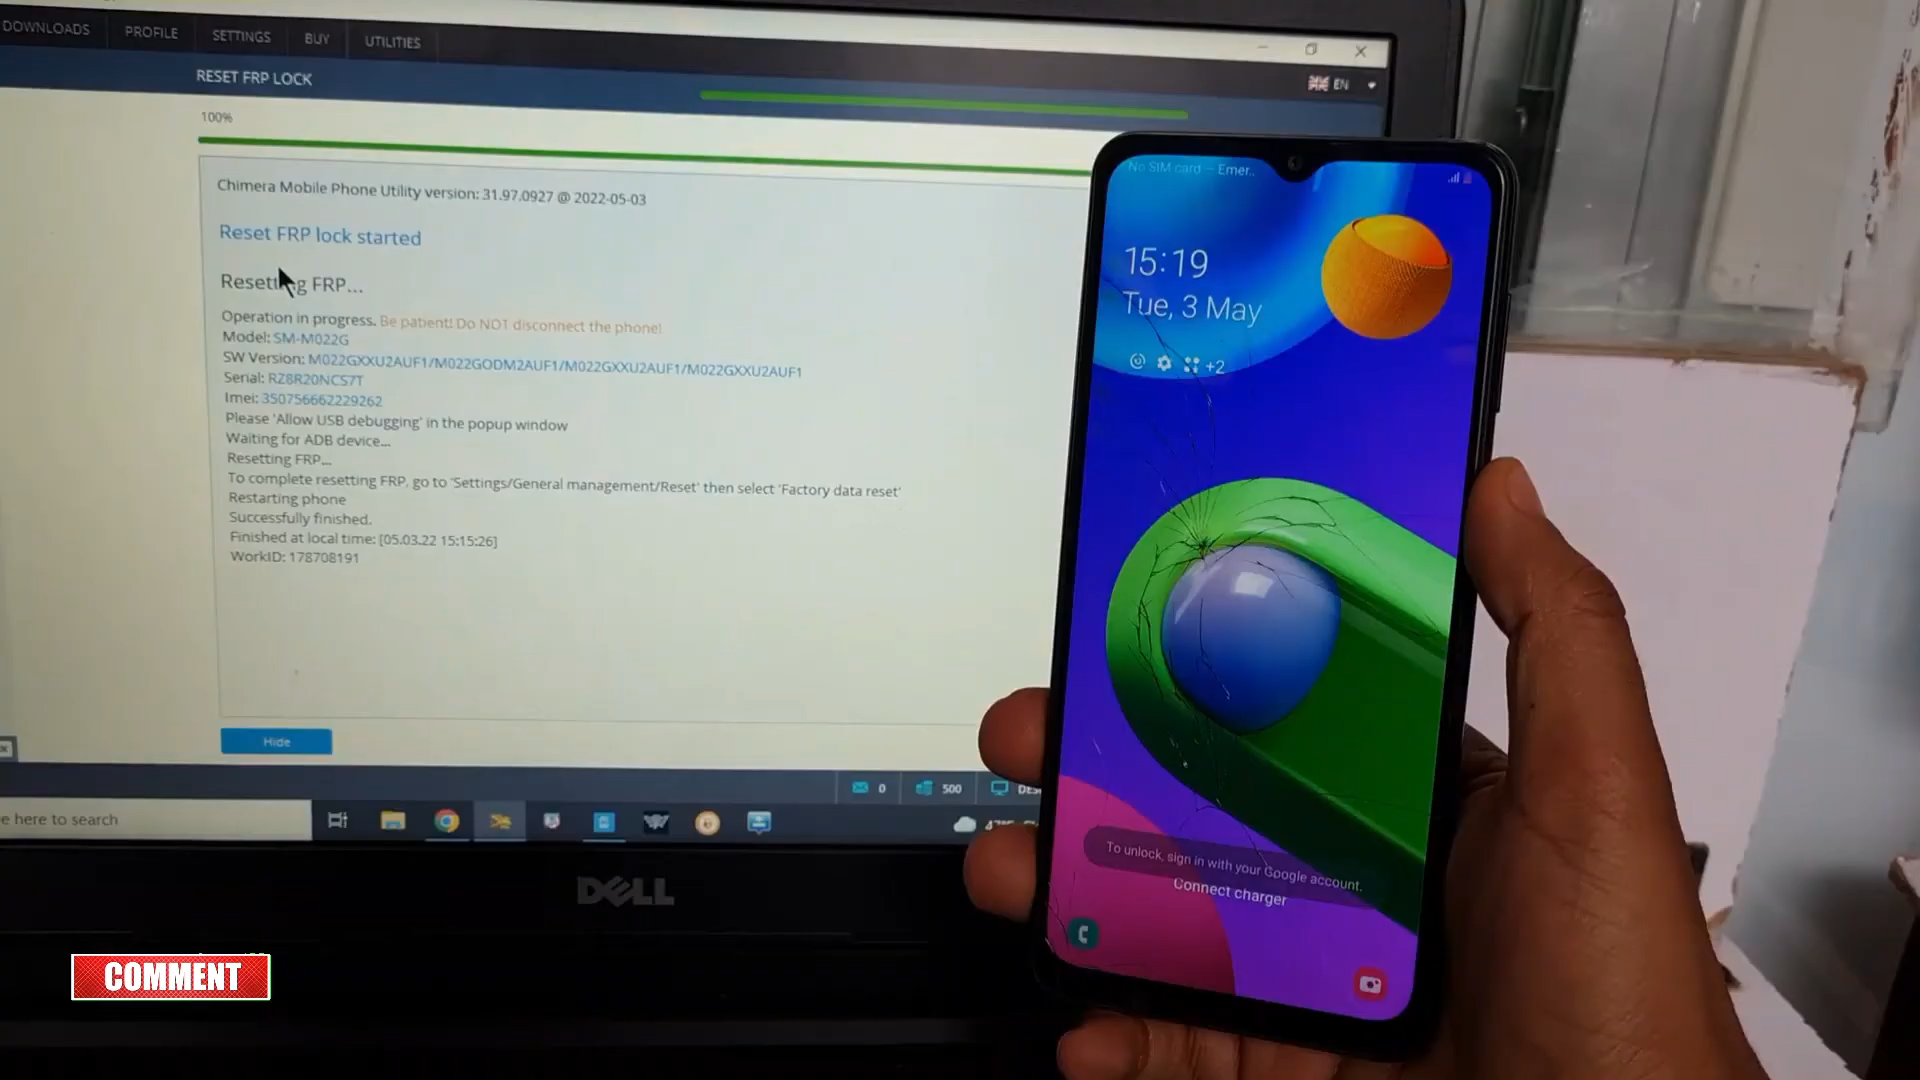 DOWNLOADS
PROFILE
SETTINGS
BUY
UTILITIES
RESET FRP LOCK
EN
100%
Chimera Mobile Phone Utility version: 31.97.0927 @ 2022-05-03
Reset FRP lock started
Resetting FRP...
Operation in progress. Be patient! Do NOT disconnect the phone!
Model: SM-M022G
SW Version: M022GXXU2AUF1/M022GODM2AUF1/M022GXXU2AUF1/M022GXXU2AUF1
Serial: RZ8R20NCS7T
Imei: 350756662229262
Please 'Allow USB debugging' in the popup window
Waiting for ADB device...
Resetting FRP...
To complete resetting FRP, go to 'Settings/General management/Reset' then select 'Factory data reset'
Restarting phone
Successfully finished.
Finished at local time: [05.03.22 15:15:26]
WorkID: 178708191
Hide
0
500
e here to search
DELL
COMMENT
No SIM card – Emer..
15:19
Tue, 3 May
+2
To unlock, sign in with your Google account.
Connect charger